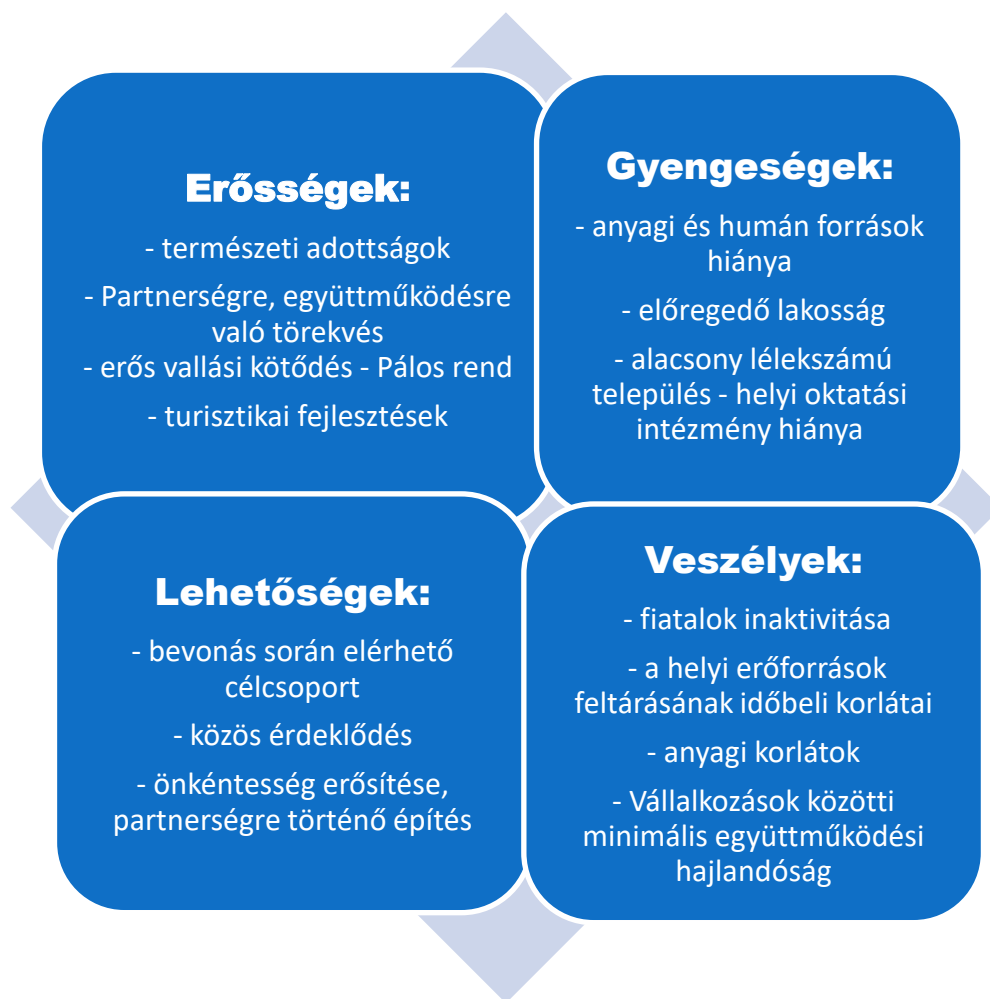 Erősségek:
- természeti adottságok
- Partnerségre, együttműködésre
való törekvés
- erős vallási kötődés - Pálos rend
- turisztikai fejlesztések
Gyengeségek:
- anyagi és humán források
hiánya
- előregedő lakosság
- alacsony lélekszámú
település - helyi oktatási
intézmény hiánya
Lehetőségek:
- bevonás során elérhető
célcsoport
- közös érdeklődés
- önkéntesség erősítése,
partnerségre történő építés
Veszélyek:
- fiatalok inaktivitása
- a helyi erőforrások
feltárásának időbeli korlátai
- anyagi korlátok
- Vállalkozások közötti
minimális együttműködési
hajlandóság